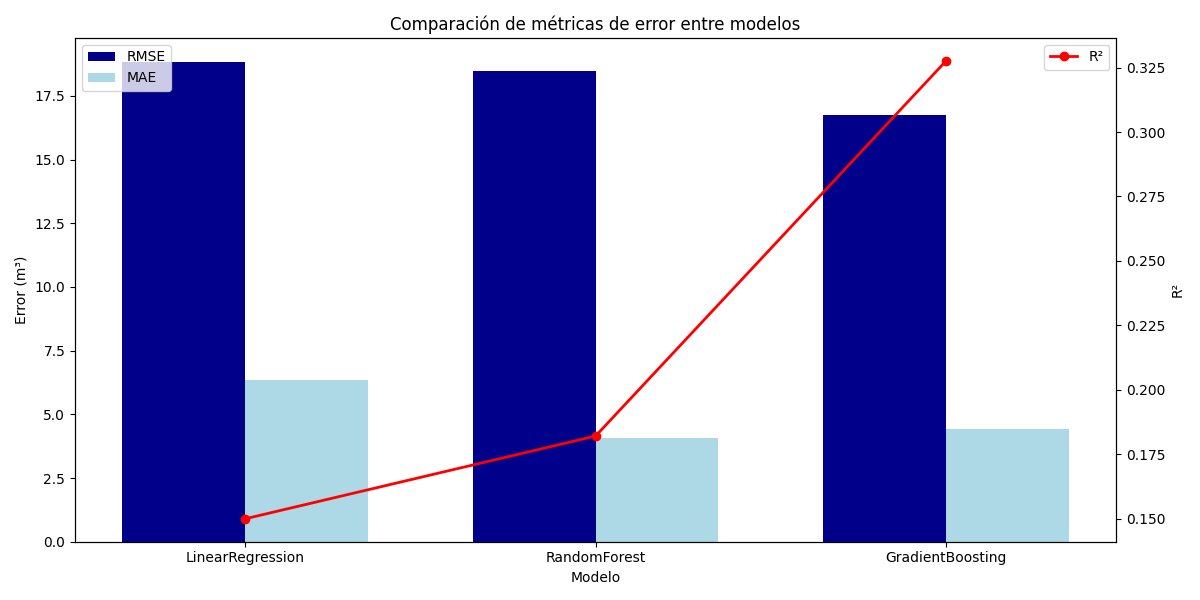 Comparación de métricas de error entre modelos
RMSE
MAE
R²
17.5
15.0
12.5
10.0
7.5
5.0
2.5
0.0
Error (m³)
0.325
0.300
0.275
0.250
0.225
0.200
0.175
0.150
R²
LinearRegression
RandomForest
GradientBoosting
Modelo